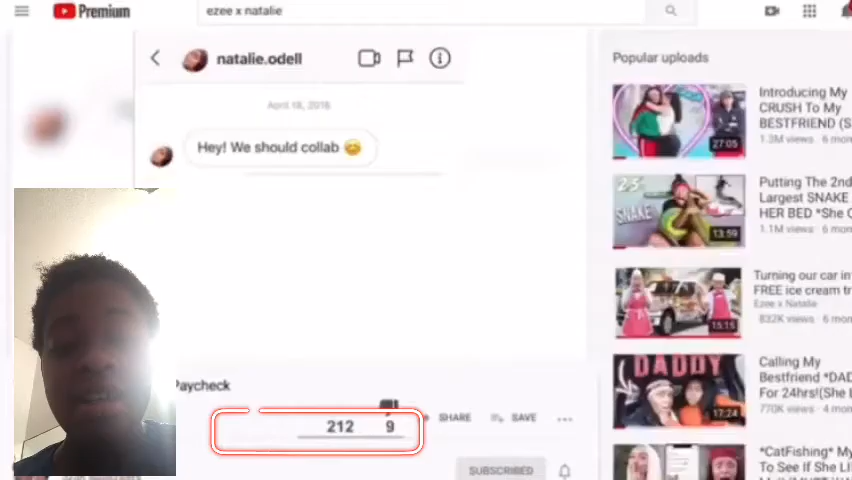 Premium
ezee x natalie
natalie.odell
April 18, 2018
Hey! We should collab 😊
Paycheck
212 9
SHARE
SAVE
SUBSCRIBED
Popular uploads
Introducing My
CRUSH To My
BESTFRIEND
1.3M views
27:05
Putting The 2nd
Largest SNAKE
HER BED *She
1.1M views
SNAKE
13:59
Turning our car in
FREE ice cream
Ezee x Natalie
832K views
15:15
Calling My
Bestfriend *DAD
For 24hrs!(She
770K views
DADDY
17:24
*CatFishing* My
To See If She